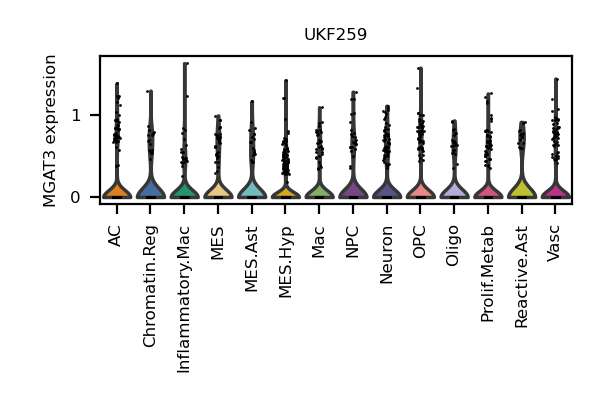 UKF259
MGAT3 expression
1
0
AC
Chromatin.Reg
Inflammatory.Mac
MES
MES.Ast
MES.Hyp
Mac
NPC
Neuron
OPC
Oligo
Prolif.Metab
Reactive.Ast
Vasc